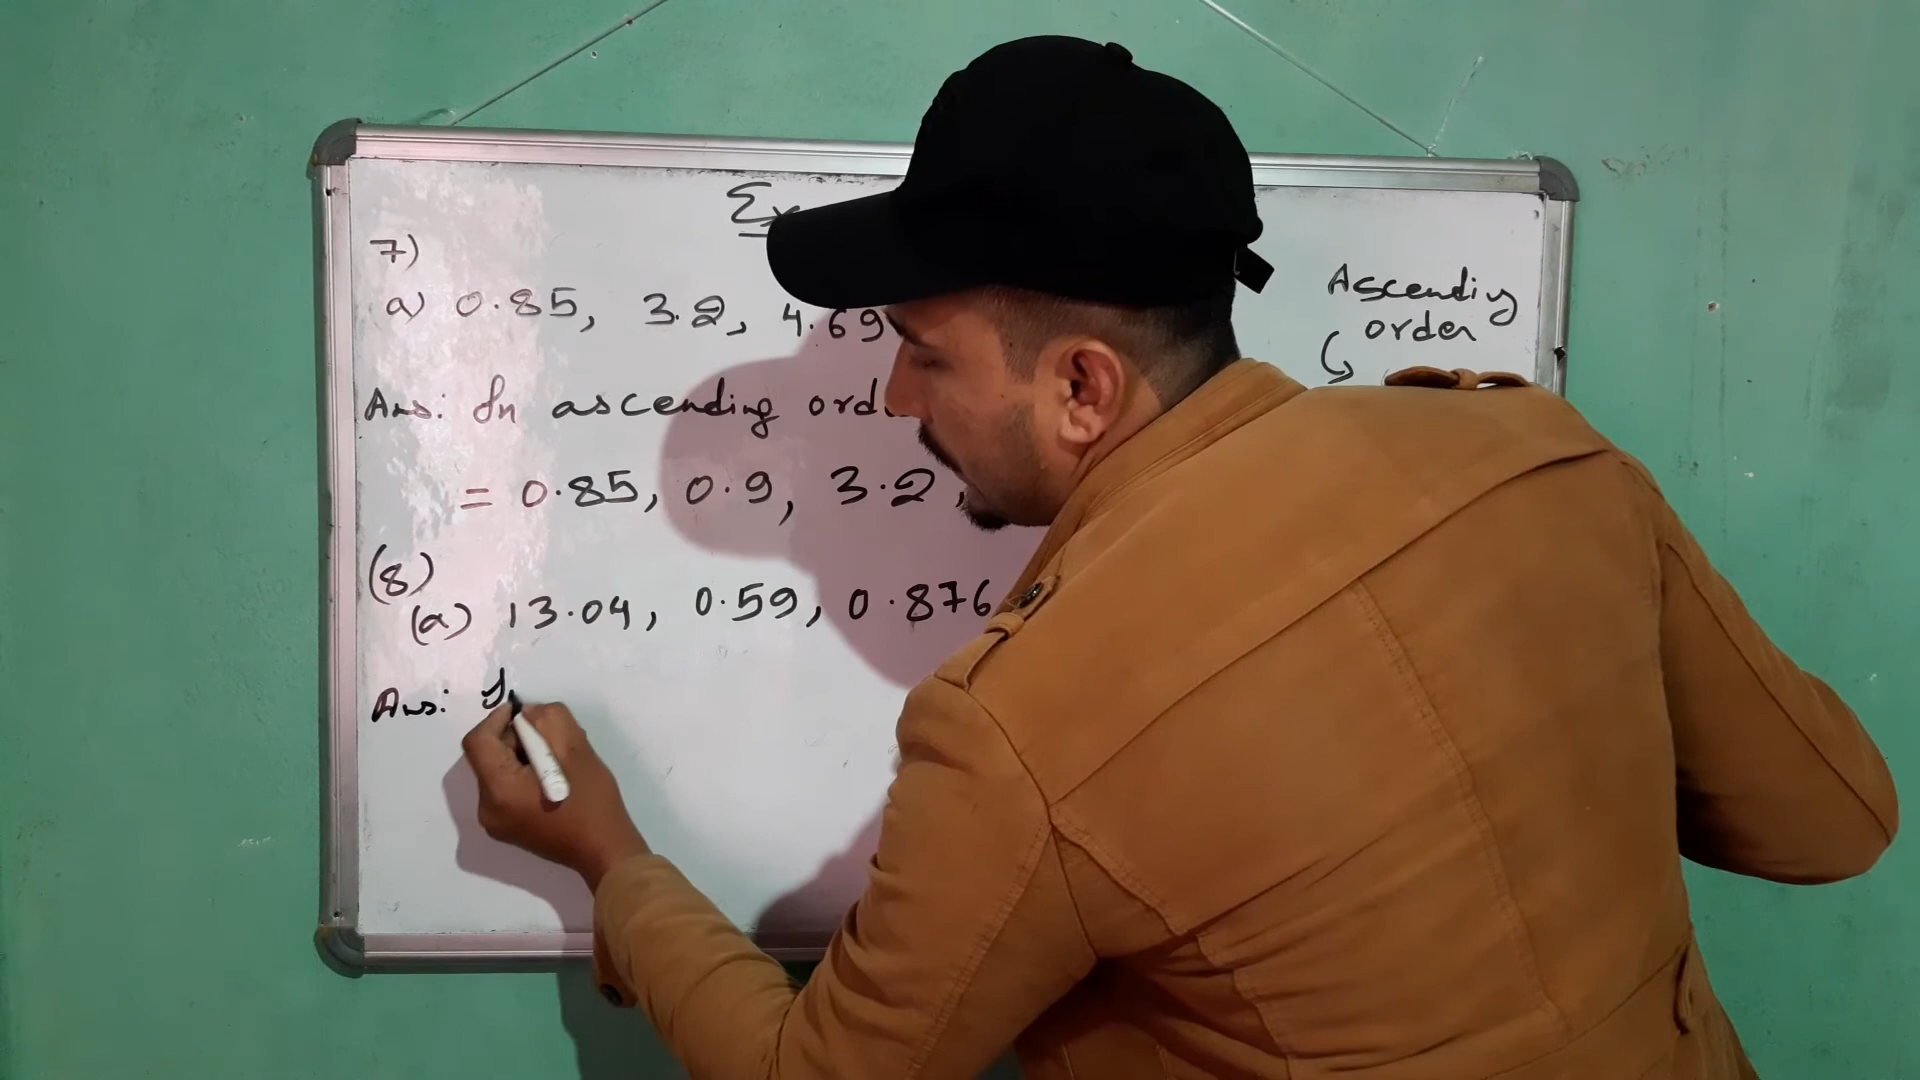 Ex
7)
a) 0.85, 3.2, 4.69
Ascending
order
Ans: In ascending orde
= 0.85, 0.9, 3.2,
(8)
(a) 13.04, 0.59, 0.876
Ans: I